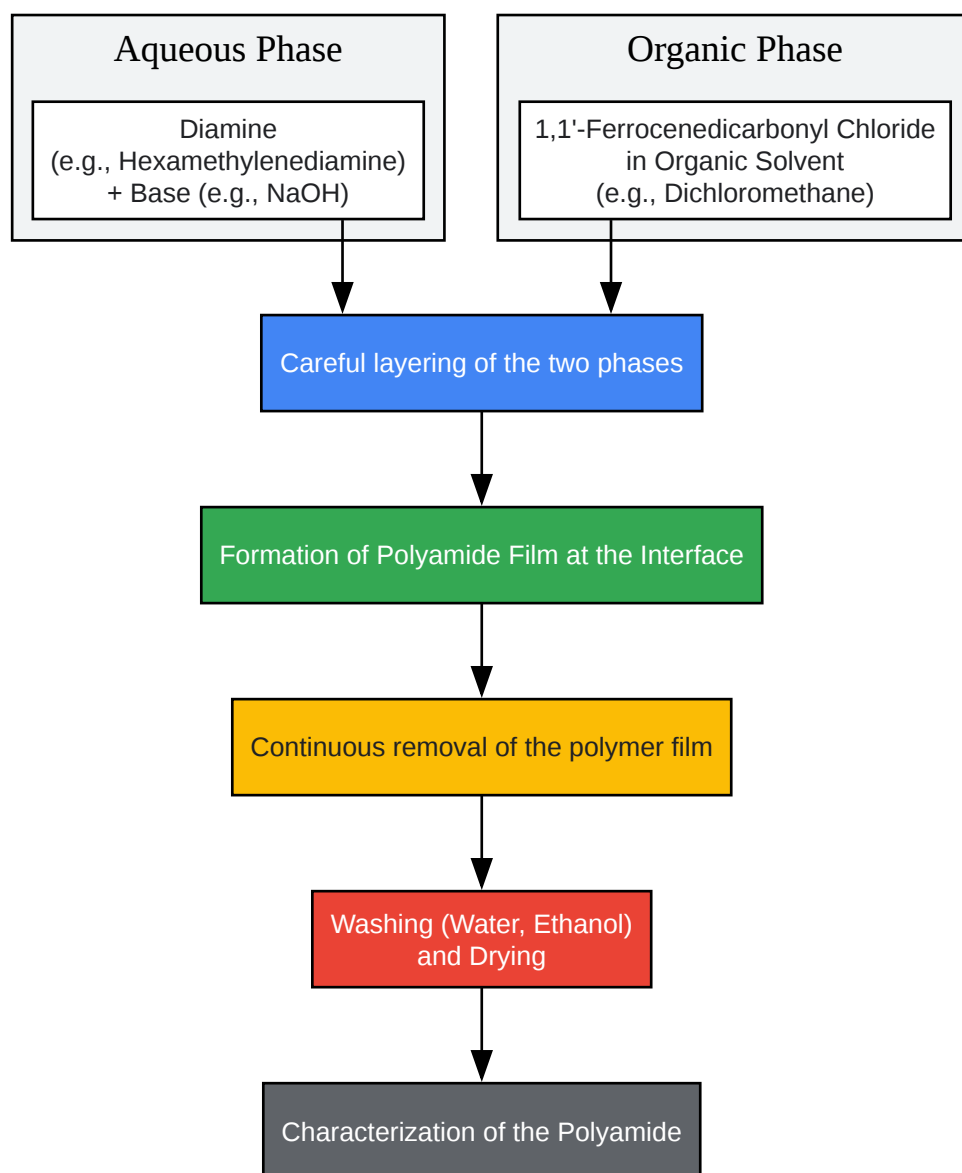 Aqueous Phase
Diamine
(e.g., Hexamethylenediamine)
+ Base (e.g., NaOH)
Organic Phase
1,1'-Ferrocenedicarbonyl Chloride
in Organic Solvent
(e.g., Dichloromethane)
Careful layering of the two phases
Formation of Polyamide Film at the Interface
Continuous removal of the polymer film
Washing (Water, Ethanol)
and Drying
Characterization of the Polyamide